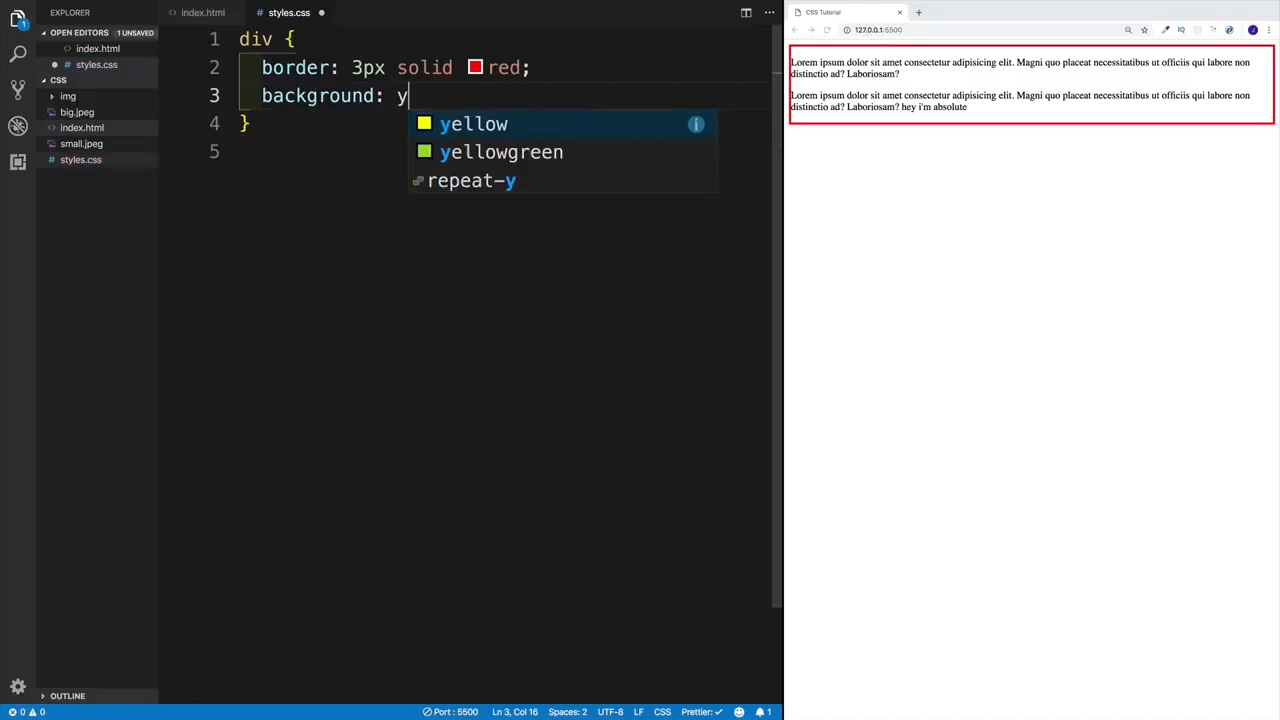 EXPLORER
OPEN EDITORS 1 UNSAVED
index.html
styles.css
CSS
img
big.jpeg
index.html
small.jpeg
styles.css
OUTLINE
1
index.html
styles.css
1 div {
2 border: 3px solid red;
3 background: y
4 }
5
yellow
yellowgreen
repeat-y
CSS Tutorial
127.0.0.1:5500
IQ
J
Lorem ipsum dolor sit amet consectetur adipisicing elit. Magni quo placeat necessitatibus ut officiis qui labore non
distinctio ad? Laboriosam?
Lorem ipsum dolor sit amet consectetur adipisicing elit. Magni quo placeat necessitatibus ut officiis qui labore non
distinctio ad? Laboriosam? hey i'm absolute
0 0 Port : 5500 Ln 3, Col 16 Spaces: 2 UTF-8 LF CSS Prettier: ✓ 1